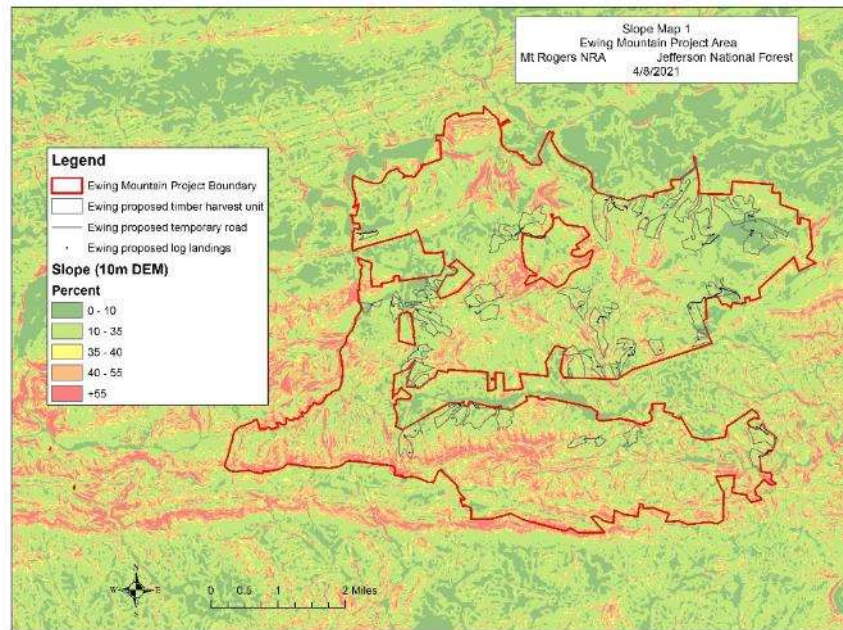 Slope Map 1
Ewing Mountain Project Area
Mt Rogers NRA Jefferson National Forest
4/8/2021
Legend
Ewing Mountain Project Boundary
Ewing proposed timber harvest unit
Ewing proposed temporary road
Ewing proposed log landings
Slope (10m DEM)
Percent
0 - 10
10 - 35
35 - 40
40 - 55
+55
N
W E
S
0 0.5 1 2 Miles